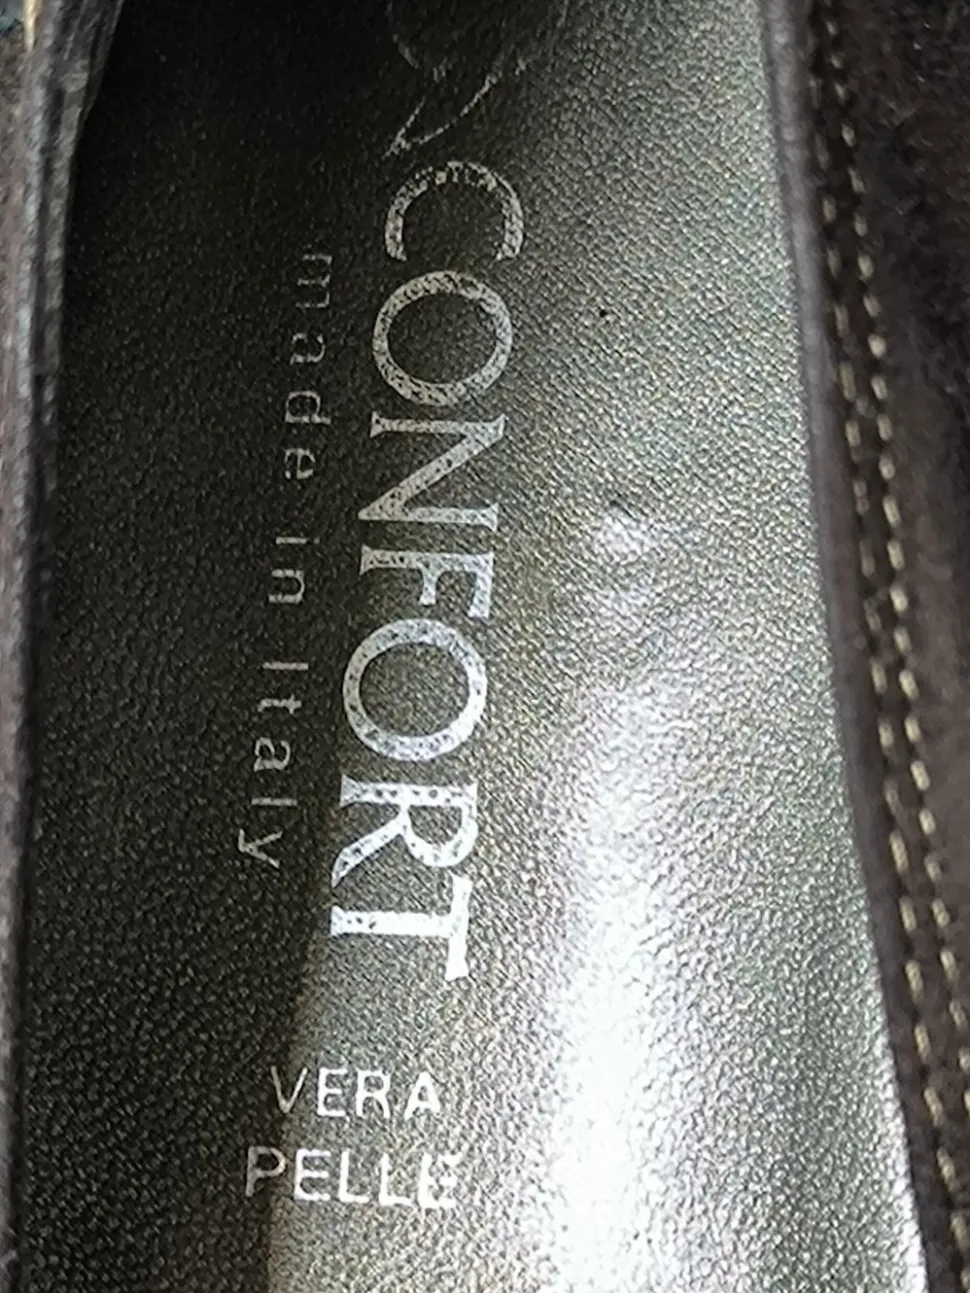 CONFORT
made in Italy
VERA
PELLE